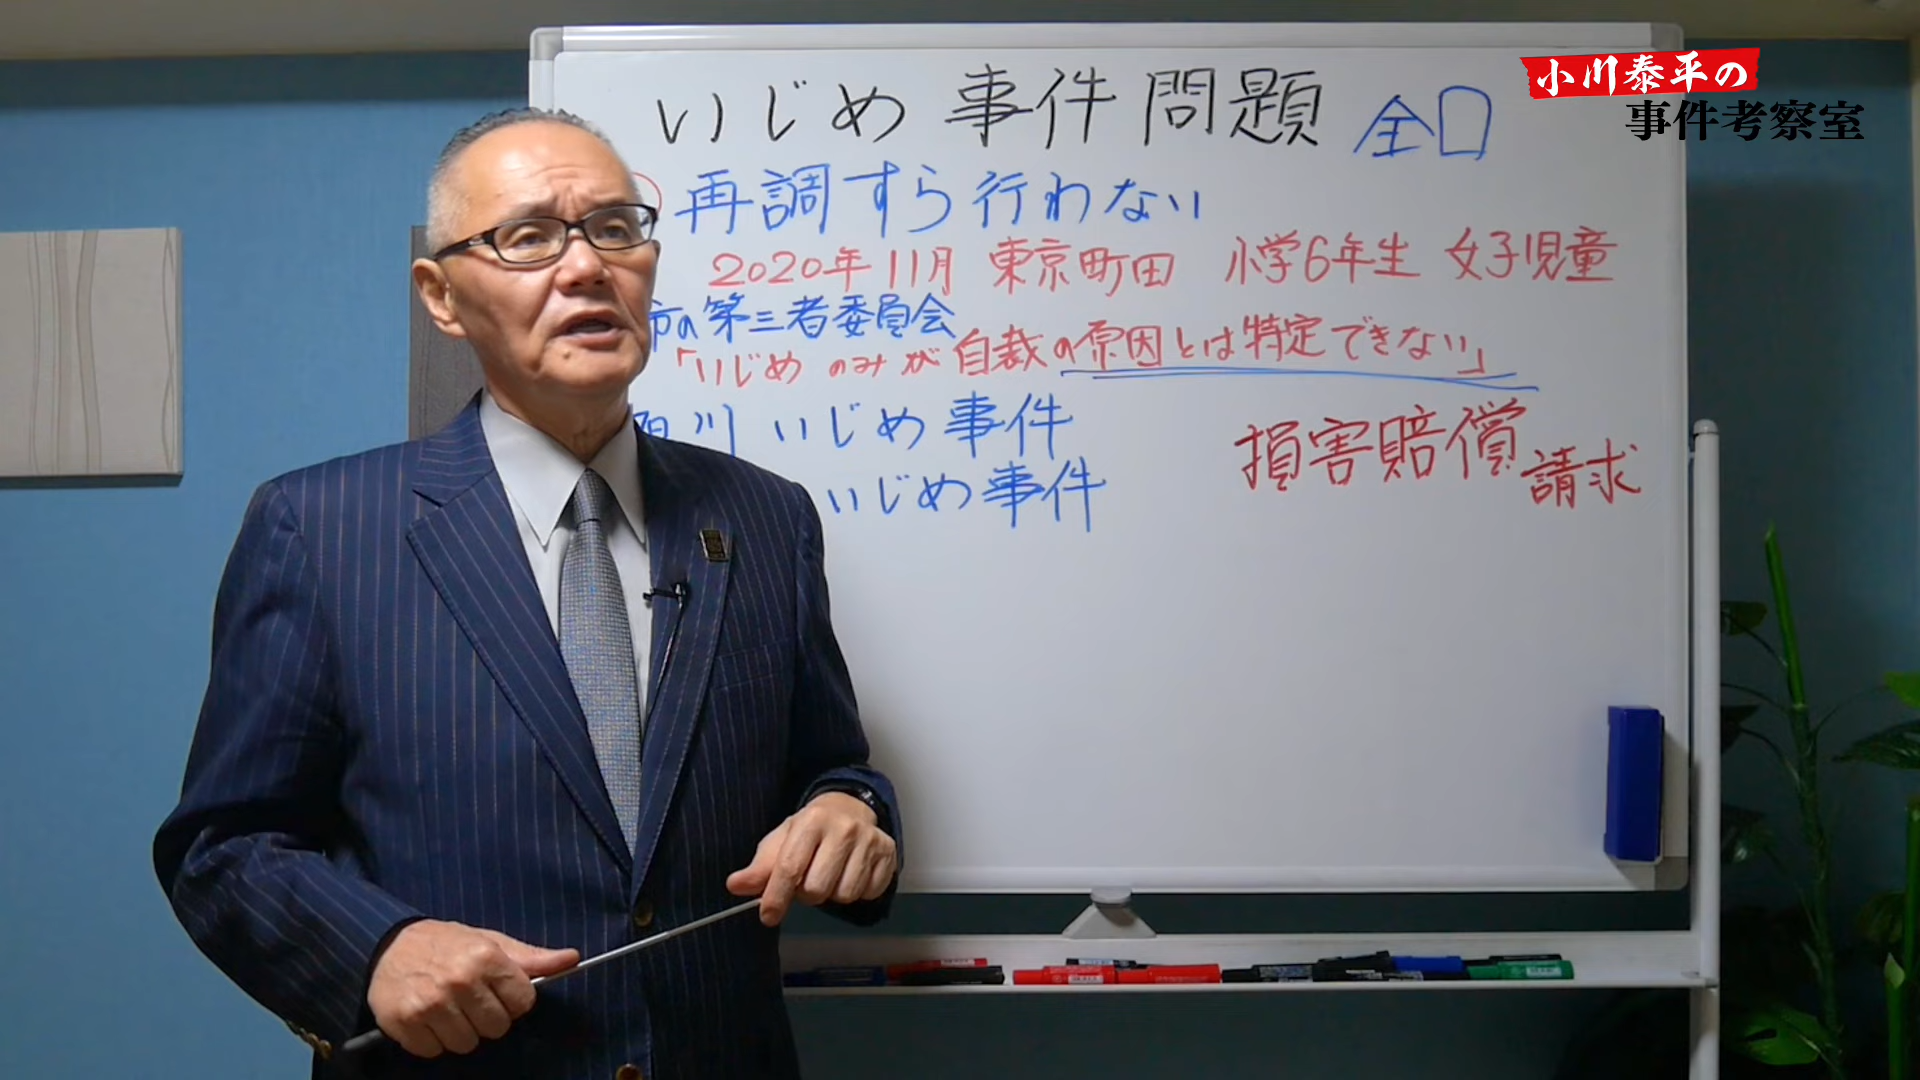 小川泰平の
事件考察室
いじめ事件問題 全口
再調すら行わない
2020年11月 東京町田 小学6年生 女子児童
市の第三者委員会
「いじめのみが自裁の原因とは特定できない」
川いじめ事件
いじめ事件
損害賠償請求